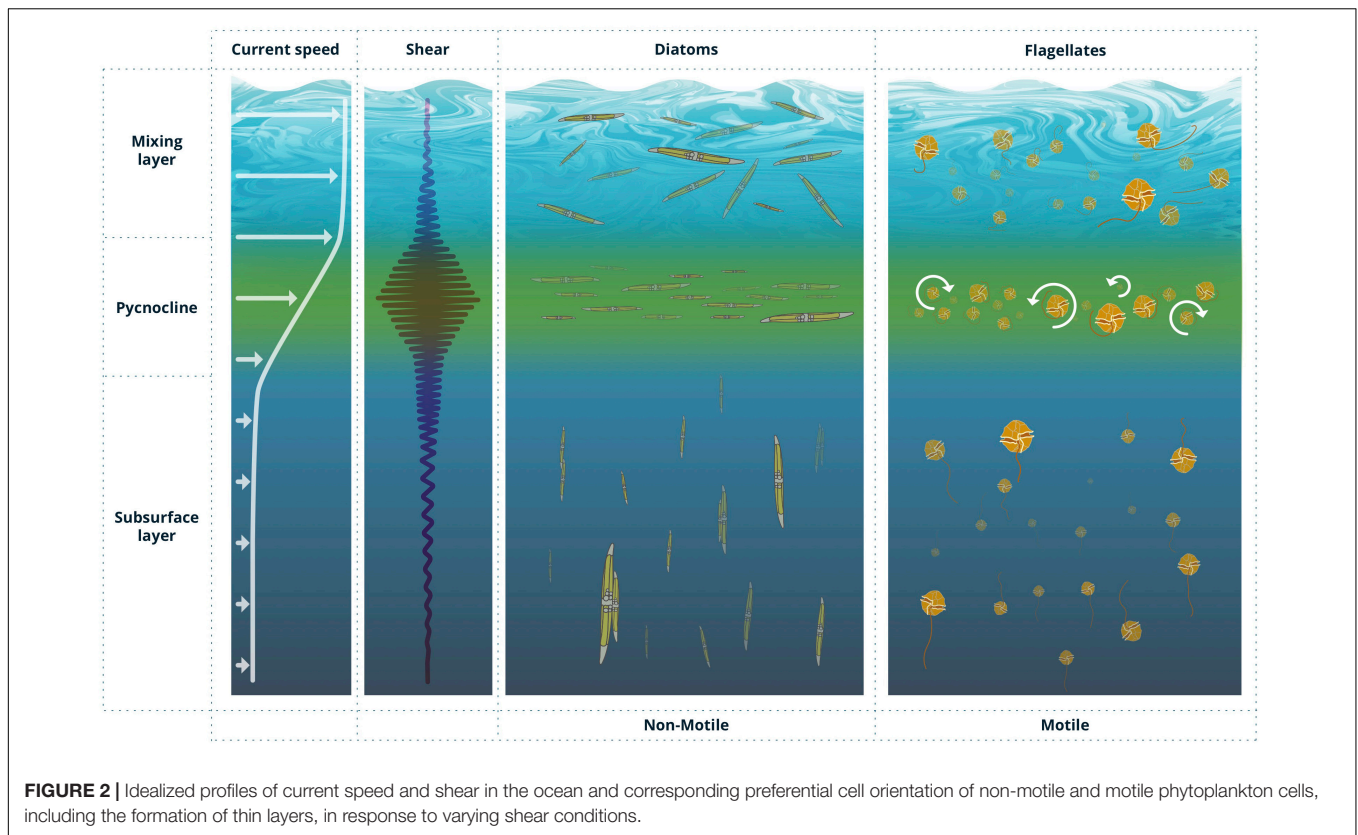 Current speed
Shear
Diatoms
Flagellates
Mixing
layer
Pycnocline
Subsurface
layer
Non-Motile
Motile
FIGURE 2 | Idealized profiles of current speed and shear in the ocean and corresponding preferential cell orientation of non-motile and motile phytoplankton cells,
including the formation of thin layers, in response to varying shear conditions.